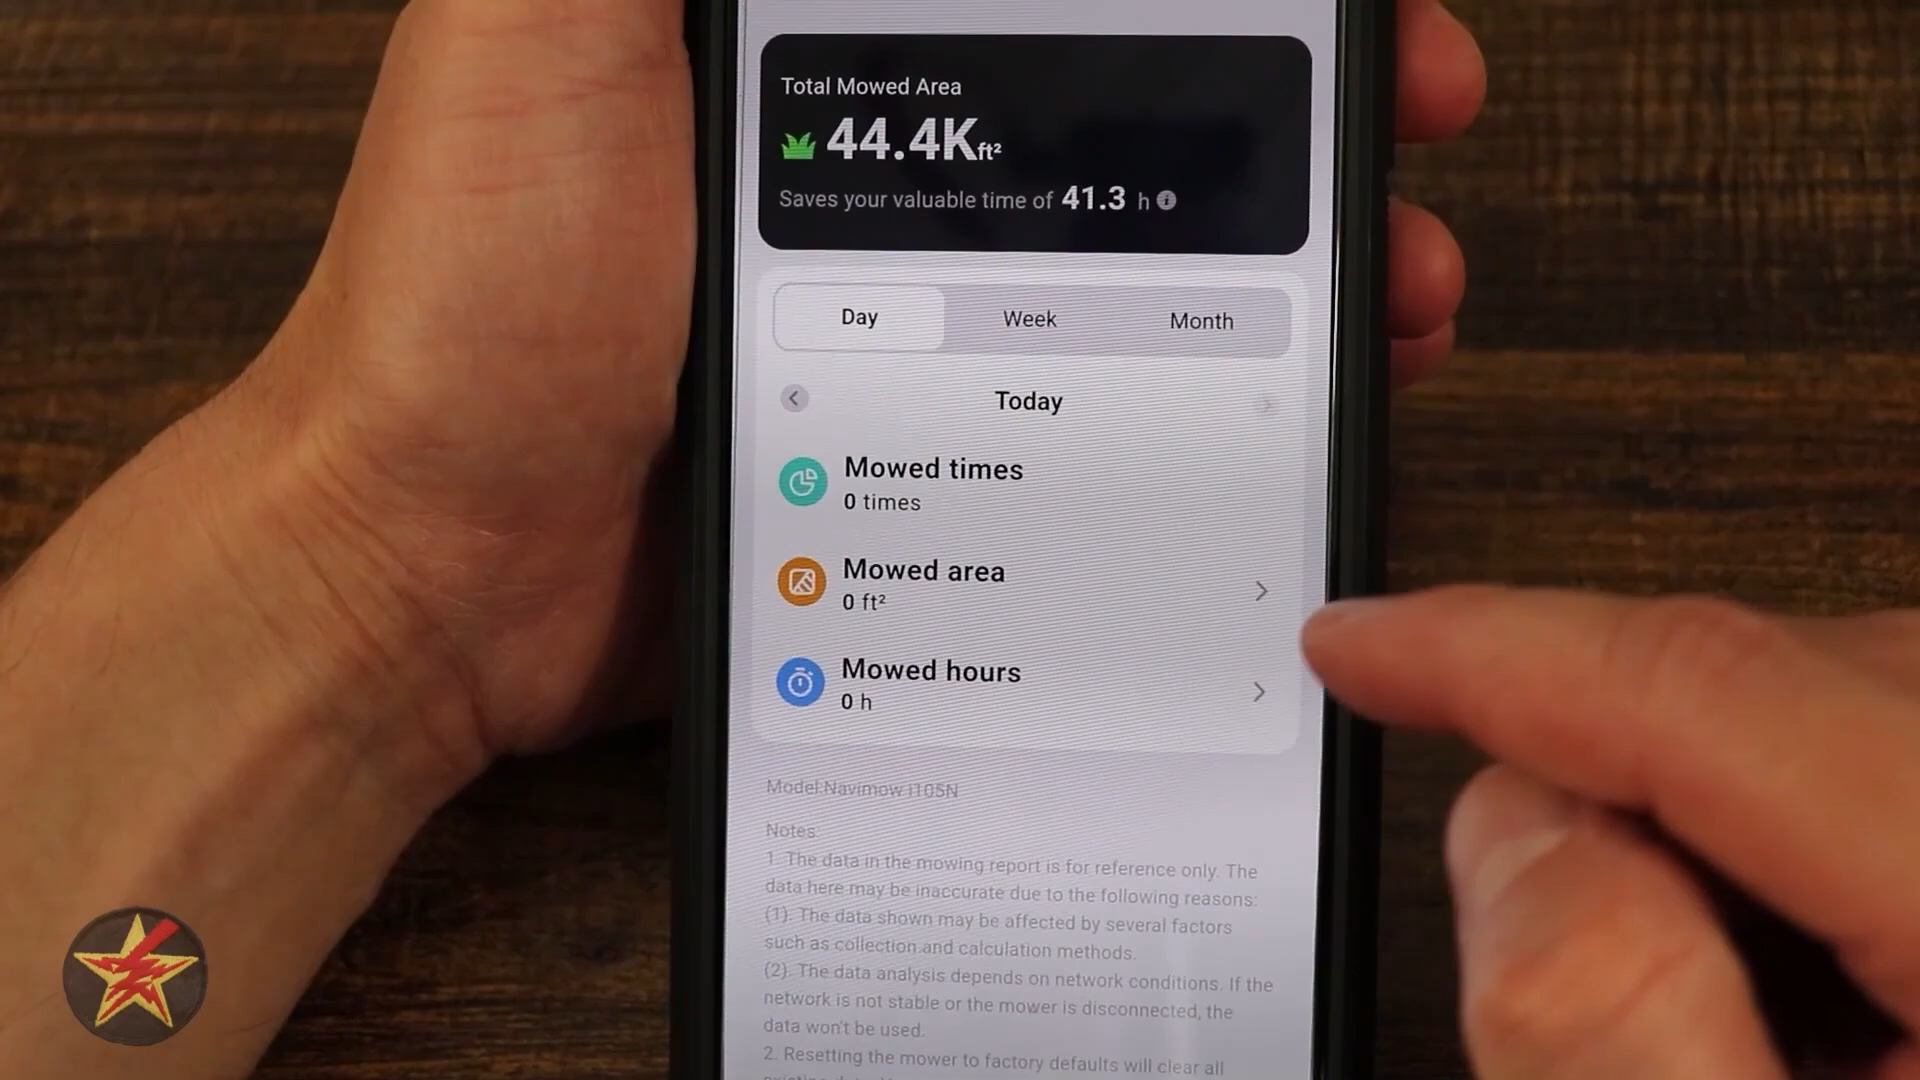 Total Mowed Area
44.4Kft²
Saves your valuable time of 41.3 h
Day Week Month
Today
Mowed times
0 times
Mowed area
0 ft²
Mowed hours
0 h
Model:Navimow i105N
Notes:
1. The data in the mowing report is for reference only. The
data here may be inaccurate due to the following reasons:
(1). The data shown may be affected by several factors
such as collection and calculation methods.
(2). The data analysis depends on network conditions. If the
network is not stable or the mower is disconnected, the
data won't be used.
2. Resetting the mower to factory defaults will clear all